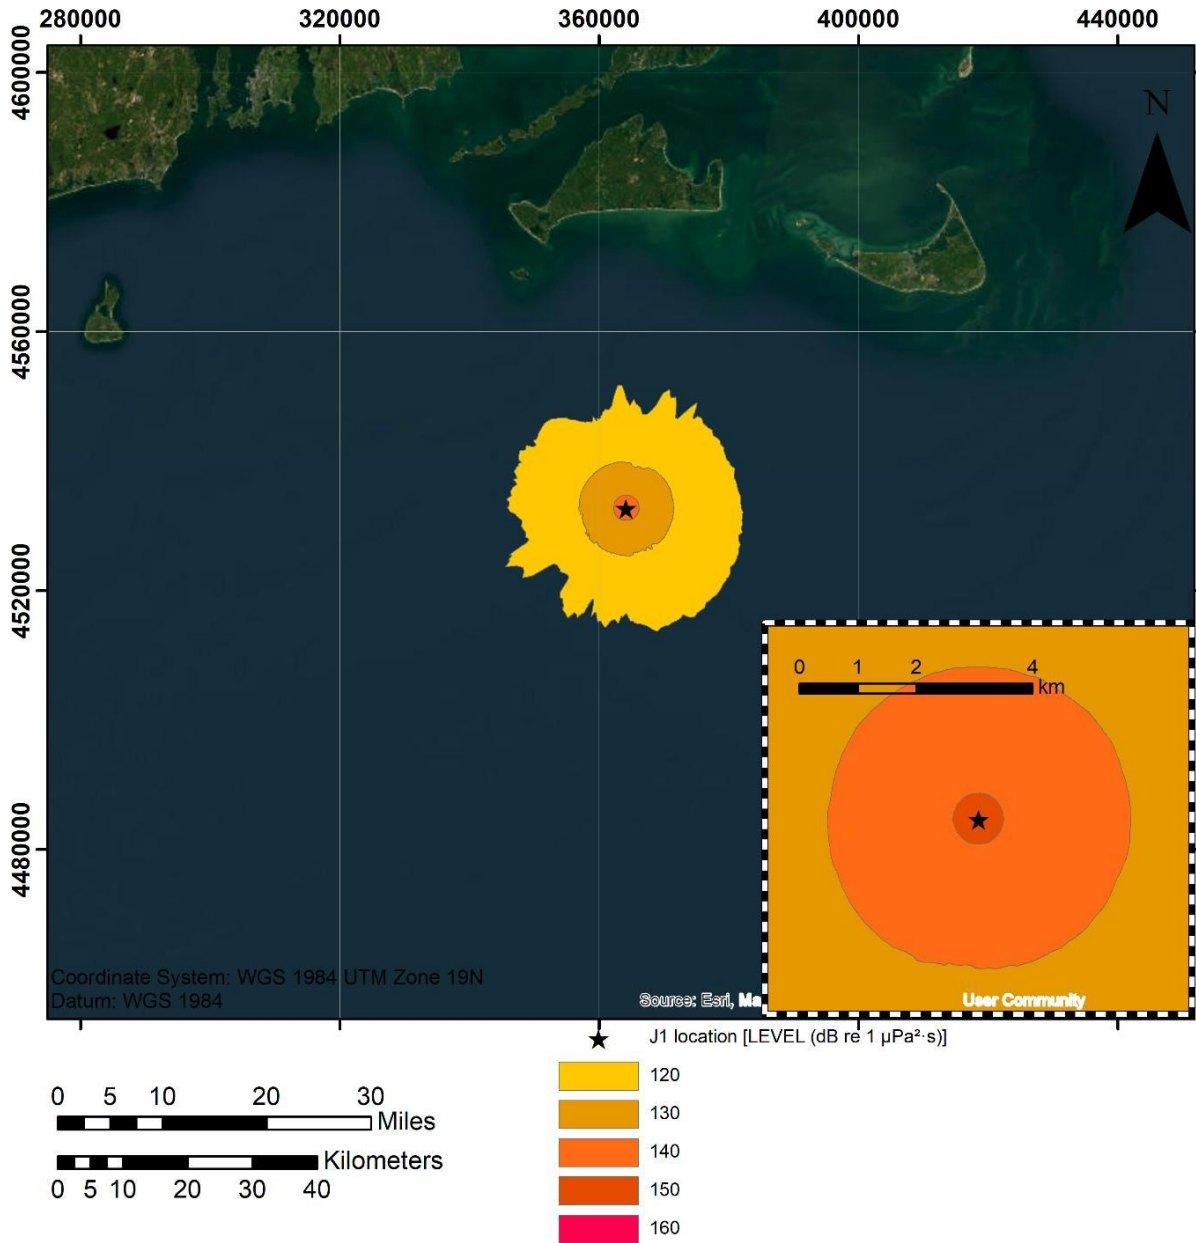 280000 320000 360000 400000 440000
4600000
N
4560000
4520000
0 1 2 4
km
4480000
Coordinate System: WGS 1984 UTM Zone 19N
Datum: WGS 1984
Source: Esri, Ma
User Community
J1 location [LEVEL (dB re 1 µPa²·s)]
120
130
140
150
160
0 5 10 20 30
Miles
Kilometers
0 5 10 20 40